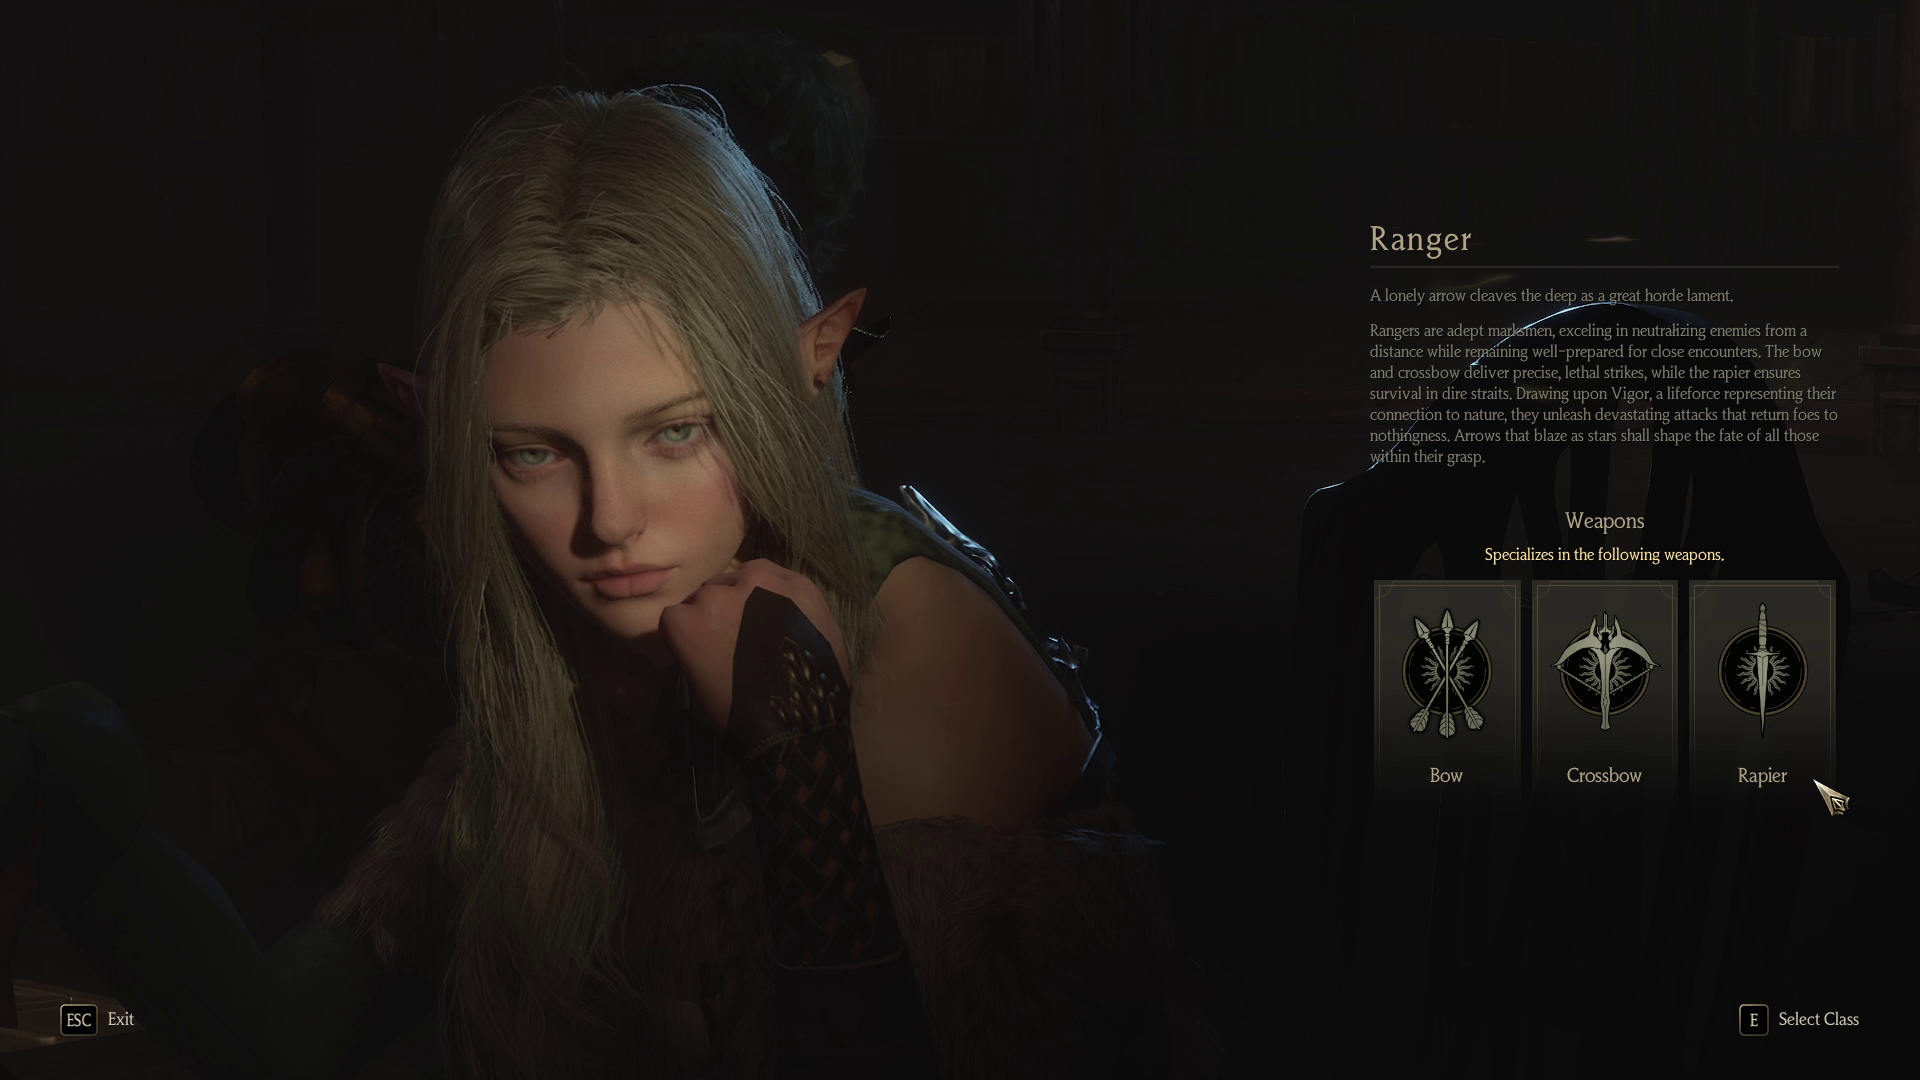 Ranger
A lonely arrow cleaves the deep as a great horde lament.
Rangers are adept marksmen, exceling in neutralizing enemies from a
distance while remaining well-prepared for close encounters. The bow
and crossbow deliver precise, lethal strikes, while the rapier ensures
survival in dire straits. Drawing upon Vigor, a lifeforce representing their
connection to nature, they unleash devastating attacks that return foes to
nothingness. Arrows that blaze as stars shall shape the fate of all those
within their grasp.
Weapons
Specializes in the following weapons.
Bow
Crossbow
Rapier
ESC Exit
E Select Class